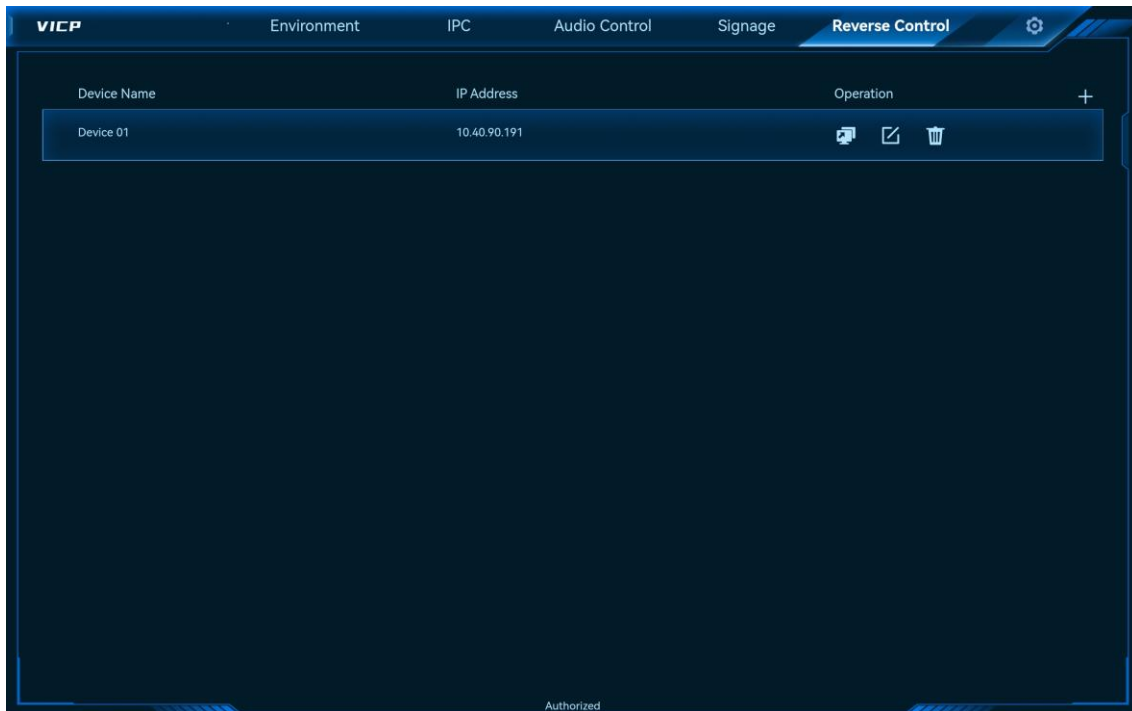 VICP Environment IPC Audio Control Signage Reverse Control
Device Name IP Address Operation
Device 01 10.40.90.191
Authorized